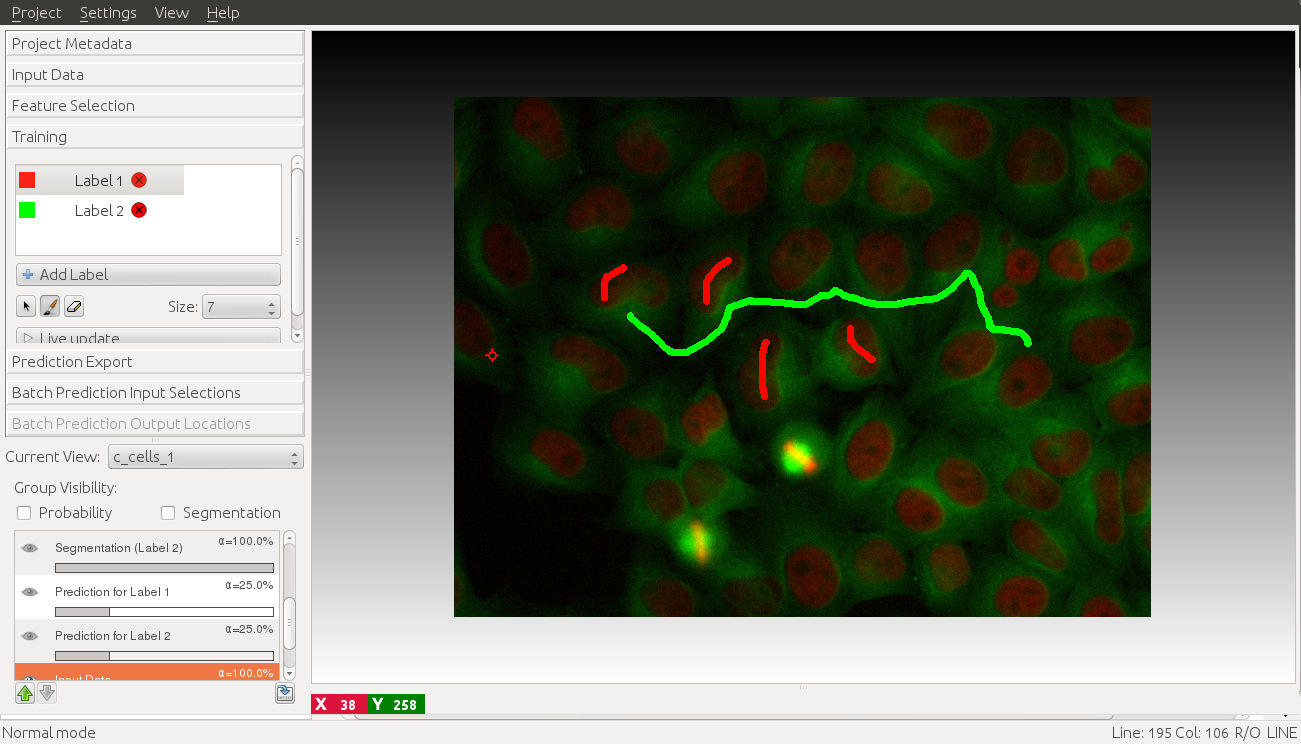 Project Settings View Help
Project Metadata
Input Data
Feature Selection
Training
Label 1
Label 2
Add Label
Size: 7
Live update
Prediction Export
Batch Prediction Input Selections
Batch Prediction Output Locations
Current View: c_cells_1
Group Visibility:
Probability Segmentation
Segmentation (Label 2) α=100.0%
Prediction for Label 1 α=25.0%
Prediction for Label 2 α=25.0%
Input Data α=100.0%
X 38 Y 258
Normal mode Line: 195 Col: 106 R/O LINE